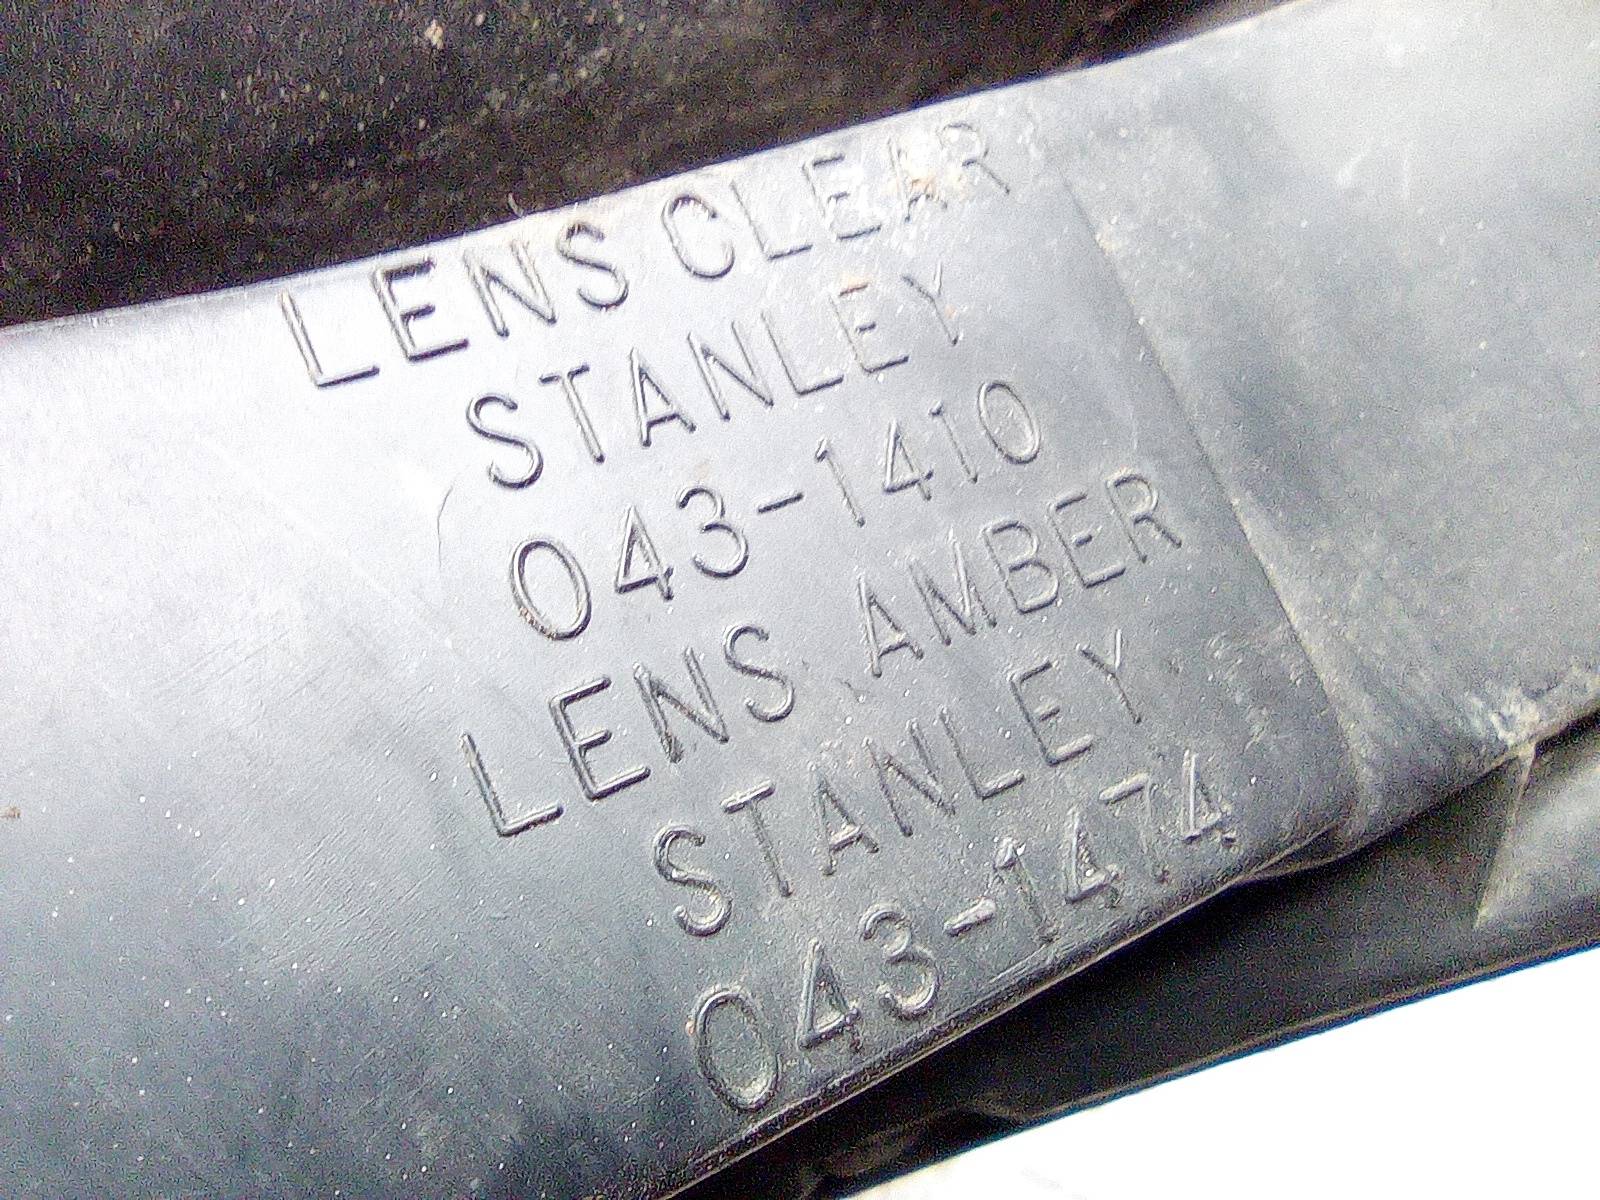 LENS CLEAR
STANLEY
043-1410
LENS AMBER
STANLEY
043-1474